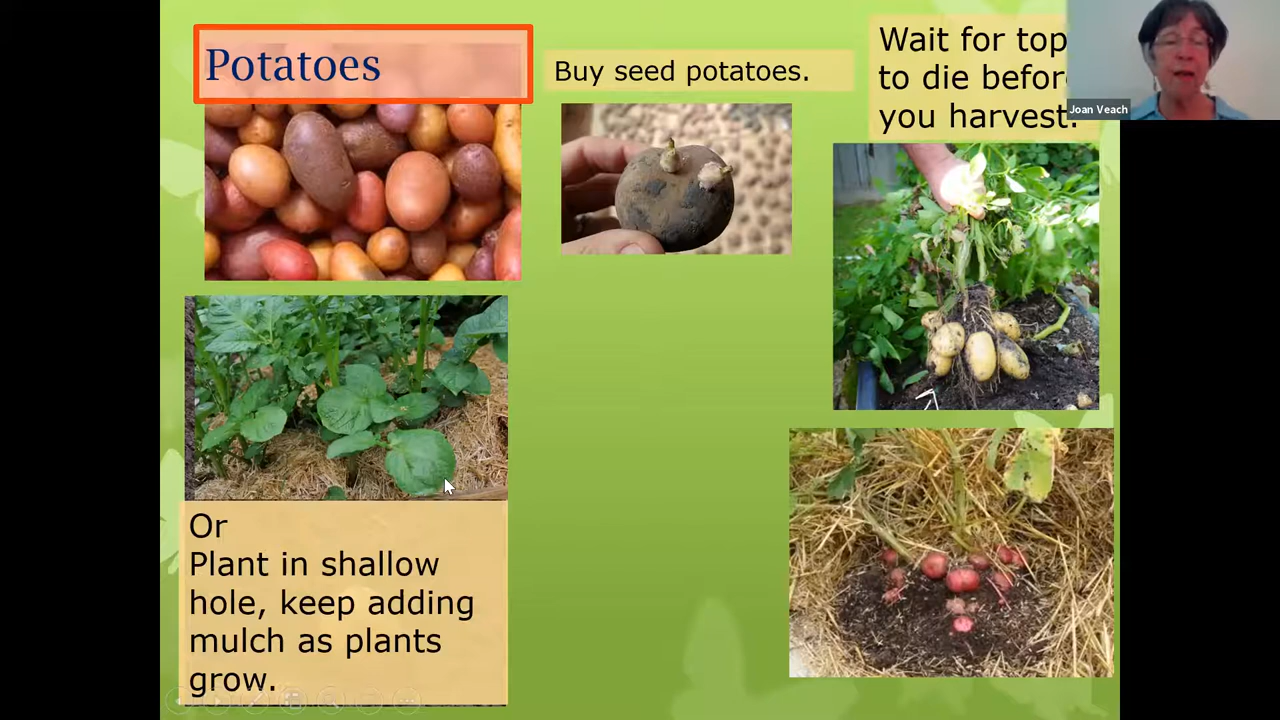 Potatoes
Buy seed potatoes.
Wait for top
to die
you harvest.
Joan Veach
Or
Plant in shallow
hole, keep adding
mulch as plants
grow.